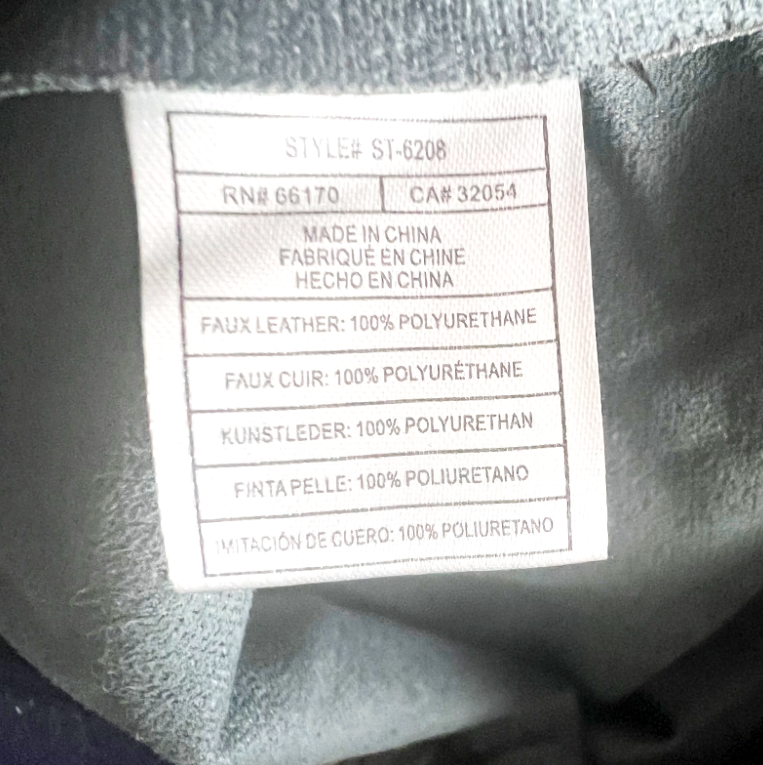 STYLE# ST-6208
RN# 66170 CA# 32054
MADE IN CHINA
FABRIQUÉ EN CHINE
HECHO EN CHINA
FAUX LEATHER: 100% POLYURETHANE
FAUX CUIR: 100% POLYURÉTHANE
KUNSTLEDER: 100% POLYURETHAN
FINTA PELLE: 100% POLIURETANO
IMITACIÓN DE CUERO: 100% POLIURETANO